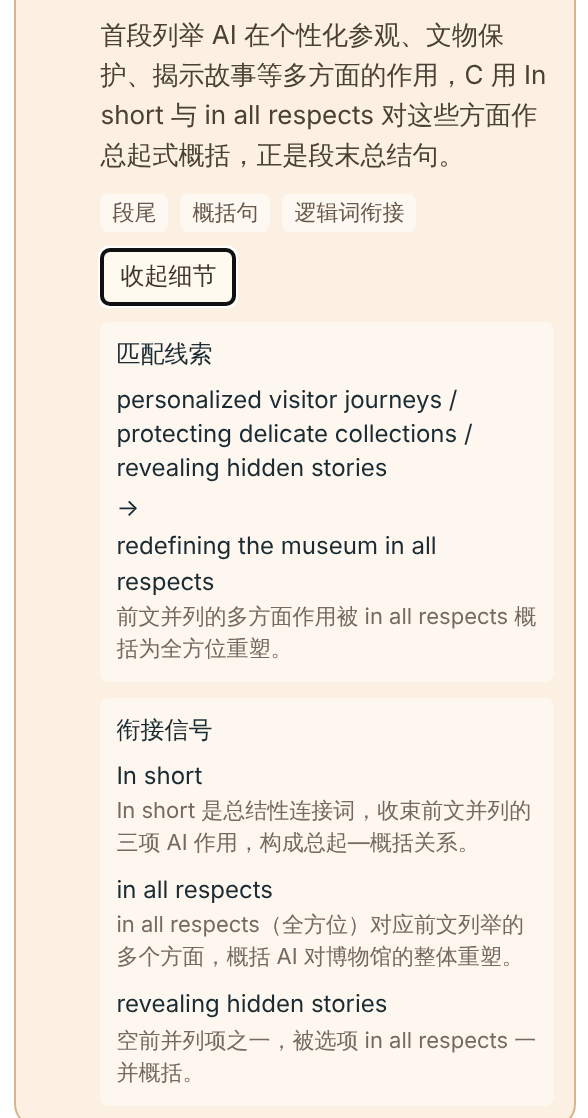 首段列举 AI 在个性化参观、文物保
护、揭示故事等多方面的作用，C 用 In
short 与 in all respects 对这些方面作
总起式概括，正是段末总结句。
段尾 概括句 逻辑词衔接
收起细节
匹配线索
personalized visitor journeys /
protecting delicate collections /
revealing hidden stories
→
redefining the museum in all
respects
前文并列的多方面作用被 in all respects 概
括为全方位重塑。
衔接信号
In short
In short 是总结性连接词，收束前文并列的
三项 AI 作用，构成总起—概括关系。
in all respects
in all respects（全方位）对应前文列举的
多个方面，概括 AI 对博物馆的整体重塑。
revealing hidden stories
空前并列项之一，被选项 in all respects 一
并概括。